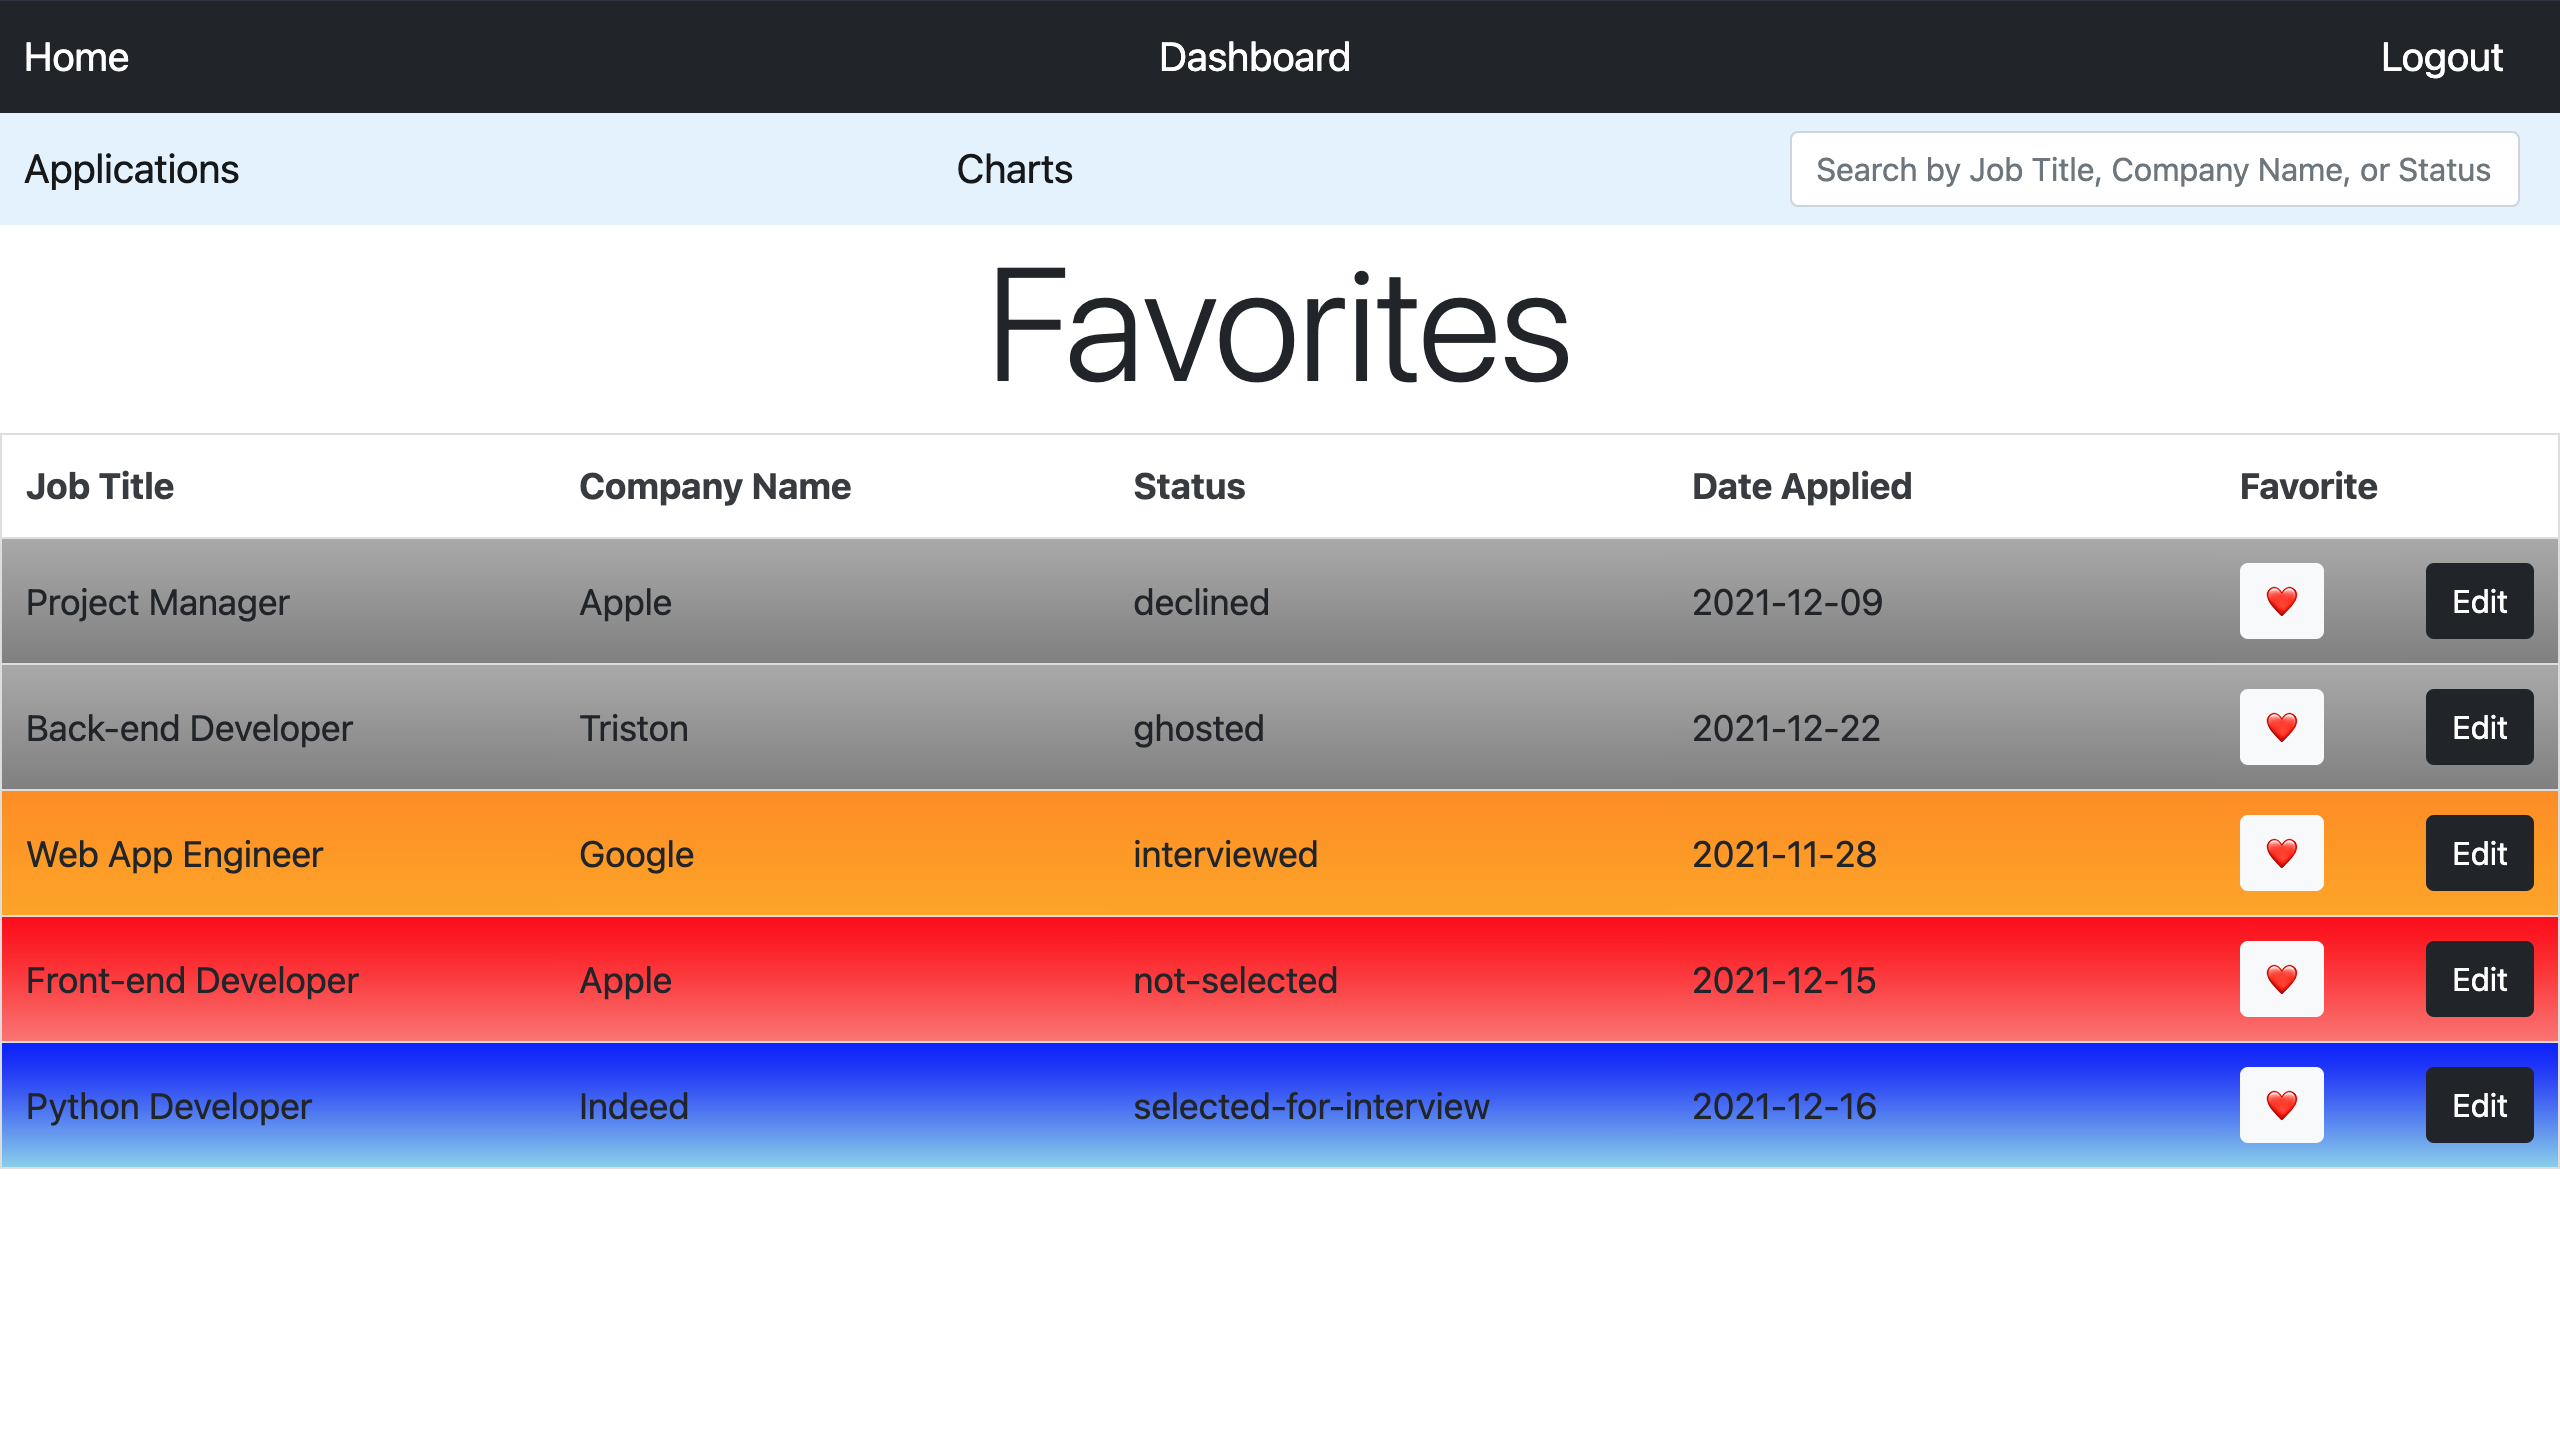 Home Dashboard Logout
Applications Charts Search by Job Title, Company Name, or Status
Favorites
Job Title Company Name Status Date Applied Favorite
Project Manager Apple declined 2021-12-09 Edit
Back-end Developer Triston ghosted 2021-12-22 Edit
Web App Engineer Google interviewed 2021-11-28 Edit
Front-end Developer Apple not-selected 2021-12-15 Edit
Python Developer Indeed selected-for-interview 2021-12-16 Edit